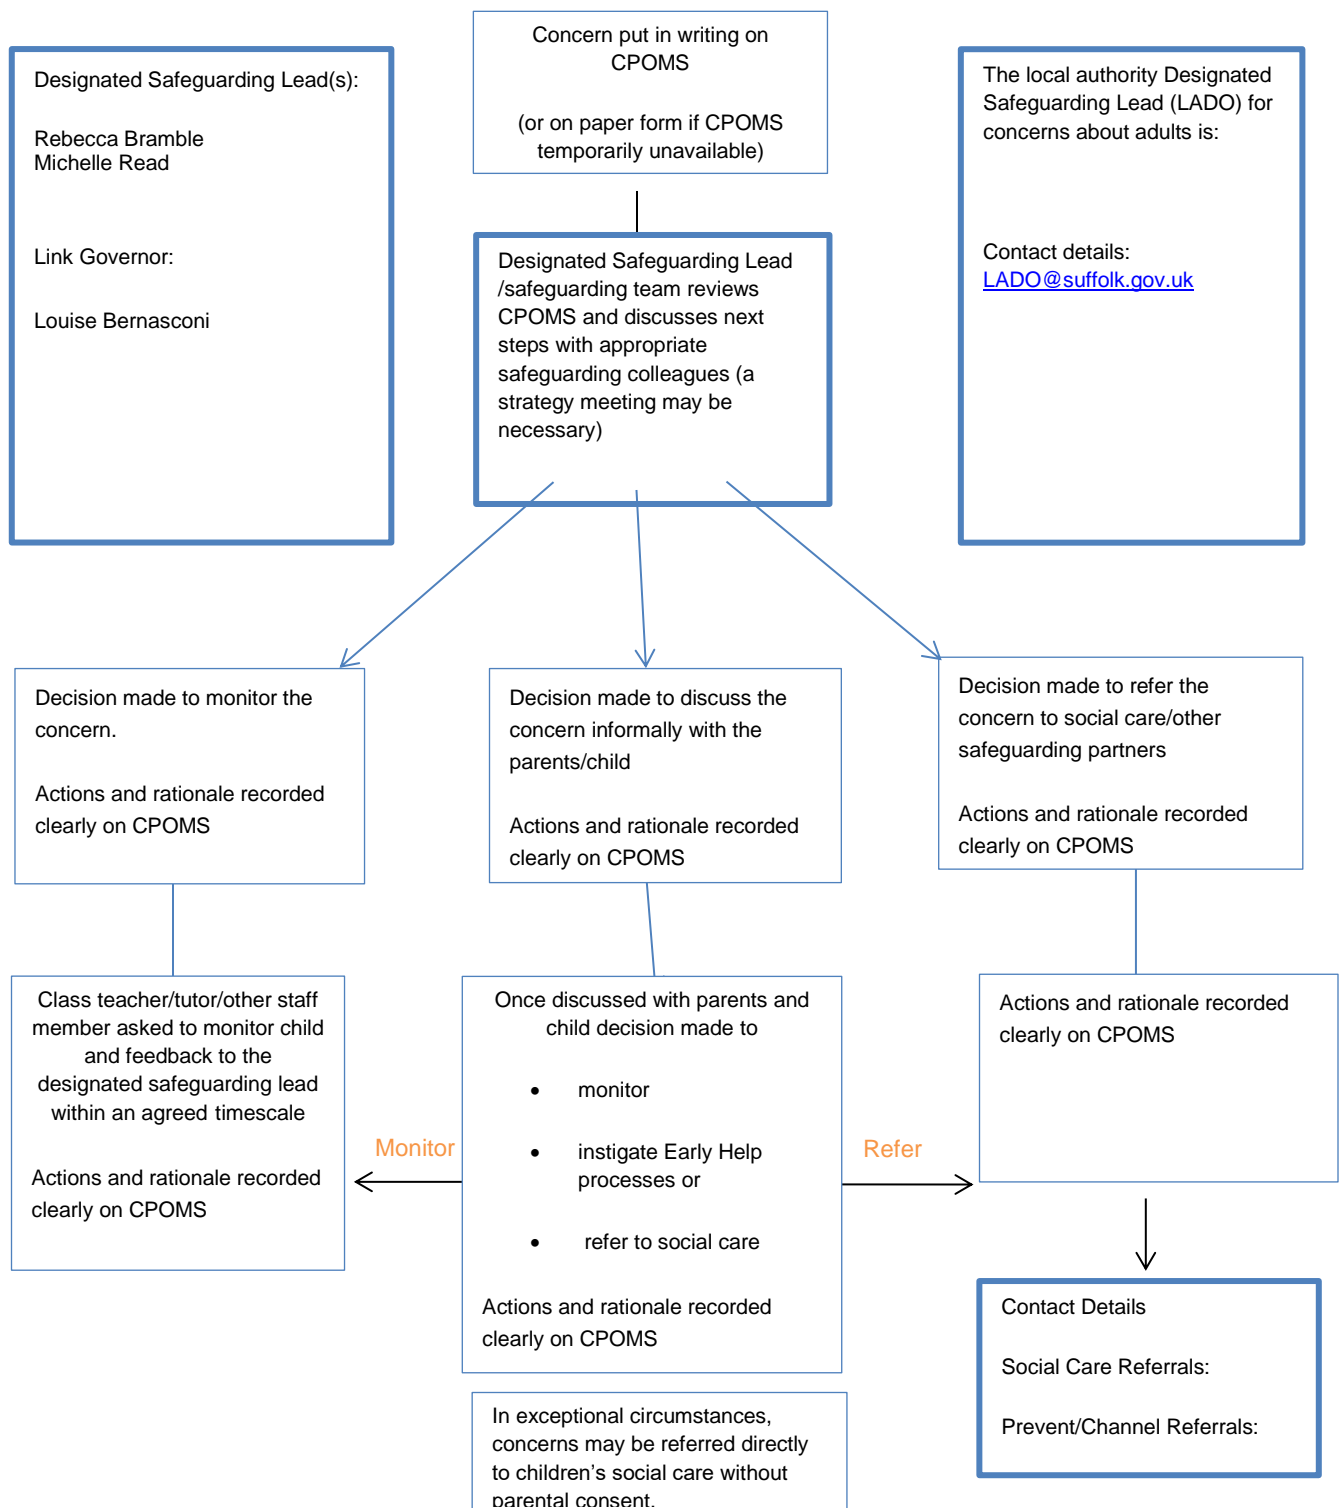 Concern put in writing on
CPOMS
(or on paper form if CPOMS
temporarily unavailable)
Designated Safeguarding Lead(s):
Rebecca Bramble
Michelle Read
Link Governor:
Louise Bernasconi
The local authority Designated
Safeguarding Lead (LADO) for
concerns about adults is:
Contact details:
LADO@suffolk.gov.uk
Designated Safeguarding Lead
/safeguarding team reviews
CPOMS and discusses next
steps with appropriate
safeguarding colleagues (a
strategy meeting may be
necessary)
Decision made to monitor the
concern.
Actions and rationale recorded
clearly on CPOMS
Decision made to discuss the
concern informally with the
parents/child
Actions and rationale recorded
clearly on CPOMS
Decision made to refer the
concern to social care/other
safeguarding partners
Actions and rationale recorded
clearly on CPOMS
Class teacher/tutor/other staff
member asked to monitor child
and feedback to the
designated safeguarding lead
within an agreed timescale
Actions and rationale recorded
clearly on CPOMS
Monitor
Once discussed with parents and
child decision made to
• monitor
• instigate Early Help
processes or
• refer to social care
Actions and rationale recorded
clearly on CPOMS
Refer
Actions and rationale recorded
clearly on CPOMS
Contact Details
Social Care Referrals:
Prevent/Channel Referrals:
In exceptional circumstances,
concerns may be referred directly
to children’s social care without
parental consent.